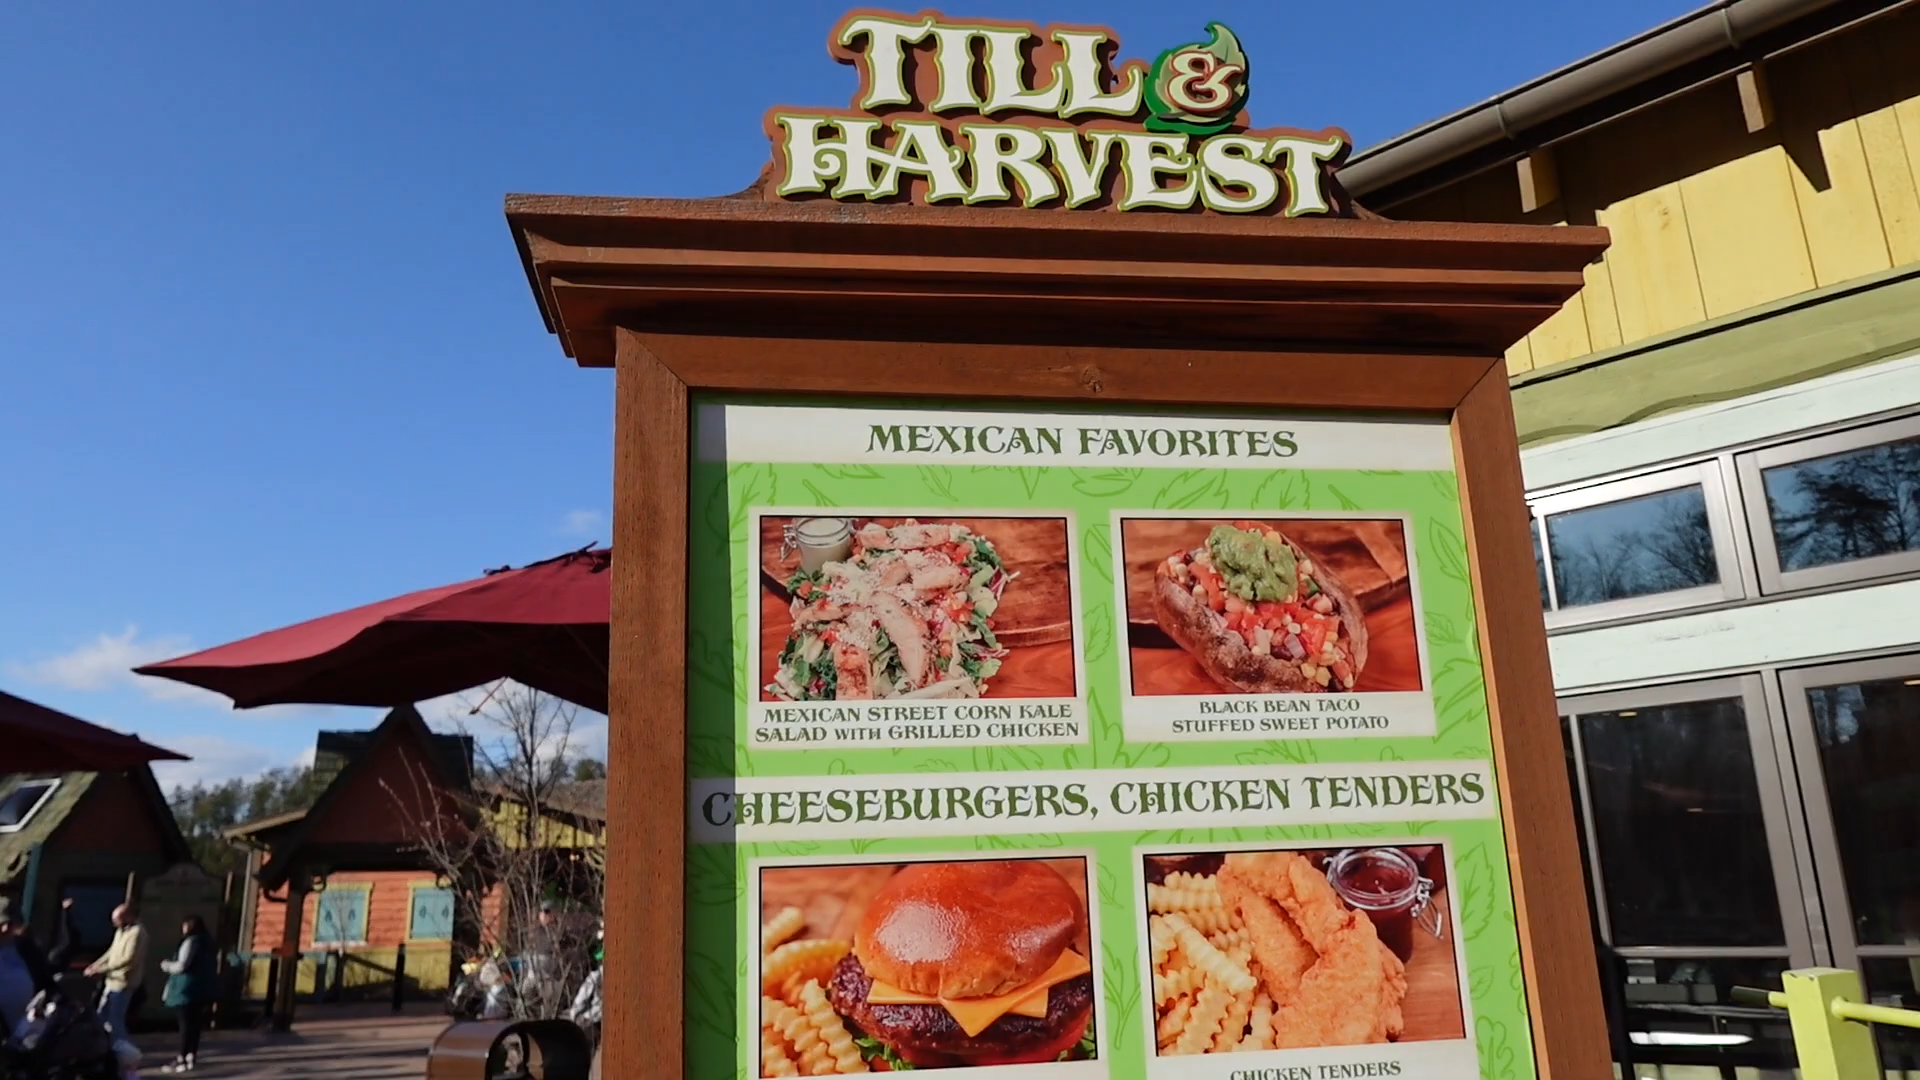 TILL &
HARVEST
MEXICAN FAVORITES
MEXICAN STREET CORN KALE
SALAD WITH GRILLED CHICKEN
BLACK BEAN TACO
STUFFED SWEET POTATO
CHEESEBURGERS, CHICKEN TENDERS
CHICKEN TENDERS